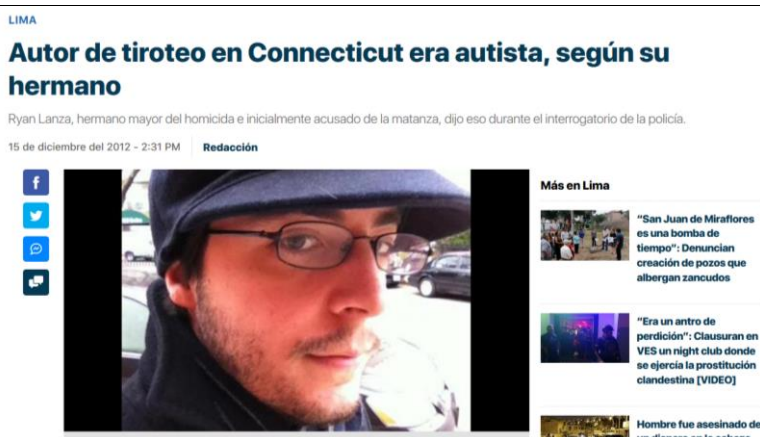 LIMA
Autor de tiroteo en Connecticut era autista, según su
hermano
Ryan Lanza, hermano mayor del homicida e inicialmente acusado de la matanza, dijo eso durante el interrogatorio de la policía.
15 de diciembre del 2012 - 2:31 PM Redacción
Más en Lima
"San Juan de Miraflores
es una bomba de
tiempo": Denuncian
creación de pozos que
albergan zancudos
"Era un antro de
perdición": Clausuran en
VES un night club donde
se ejercía la prostitución
clandestina [VIDEO]
Hombre fue asesinado de